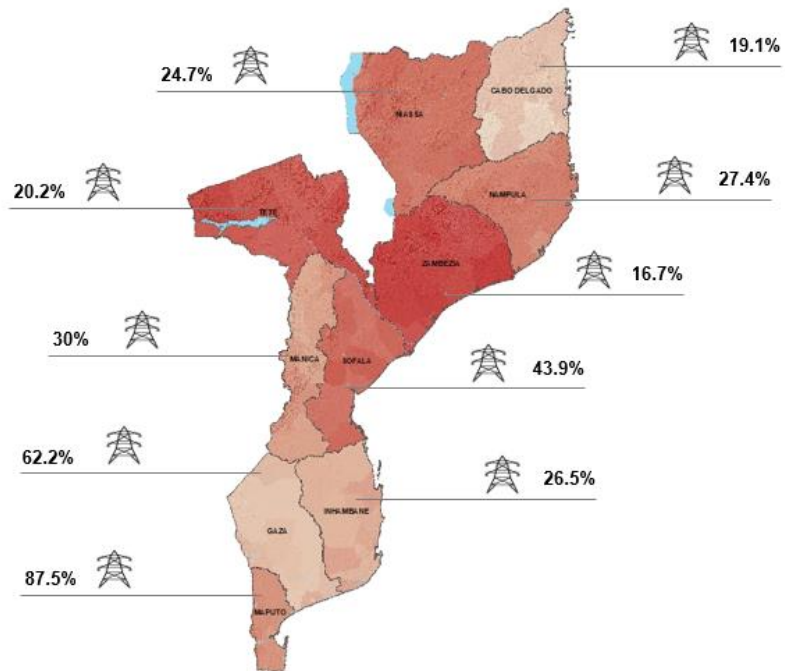 19.1%
24.7%
CABO DELGADO
NIASSA
20.2%
27.4%
NAMPULA
TETE
ZAMBEZIA
16.7%
30%
MANICA
SOFALA
43.9%
62.2%
26.5%
INHAMBANE
GAZA
87.5%
MAPUTO